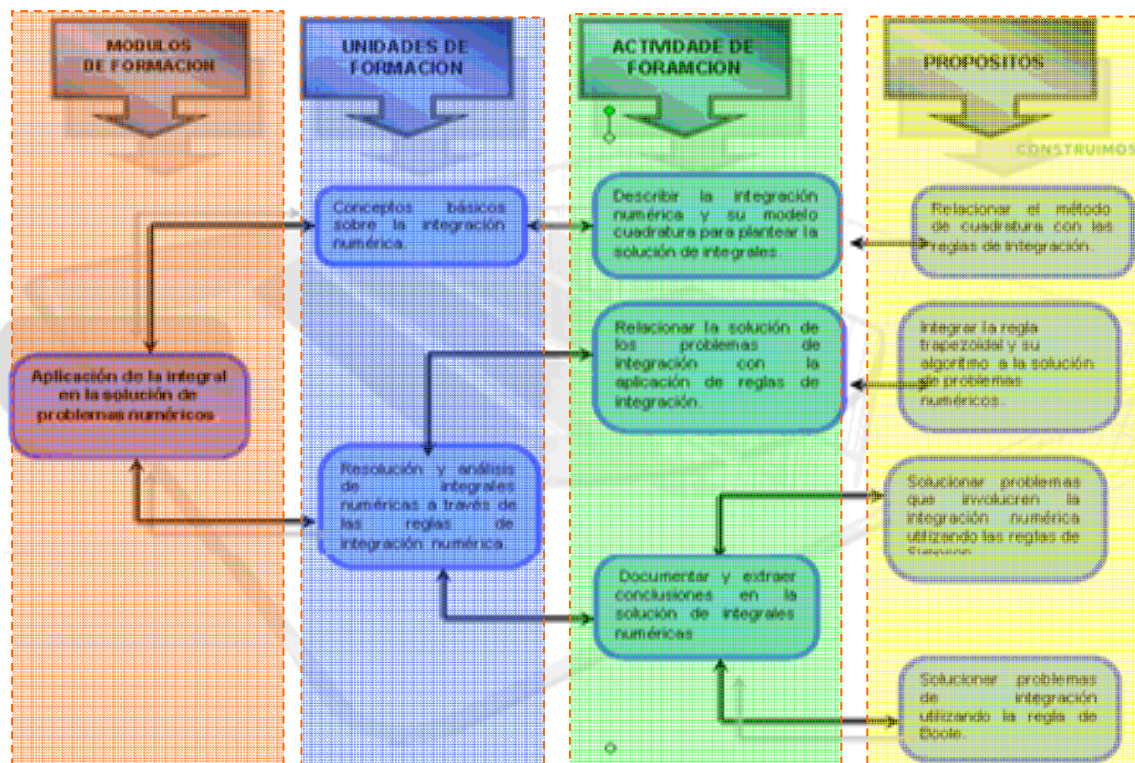 MODULOS
DE FORMACION
UNIDADES DE
FORMACION
ACTIVIDADE DE
FORAMCION
PROPOSITOS
CONSTRUIMOS
Aplicación de la integral
en la solución de
problemas numéricos
Conceptos básicos
sobre la integración
numérica.
Resolución y análisis
de integrales
numéricas a través de
las reglas de
integración numérica.
Describir la integración
numérica y su modelo
cuadratura para plantear la
solución de integrales.
Relacionar la solución de
los problemas de
integración con la
aplicación de reglas de
integración.
Documentar y extraer
conclusiones en la
solución de integrales
numéricas
Relacionar el método
de cuadratura con las
reglas de integración.
Integrar la regla
trapezoidal y su
algoritmo a la solución
de problemas
numéricos.
Solucionar problemas
que involucren la
integración numérica
utilizando las reglas de
Solucionar problemas
de integración
utilizando la regla de
Boole.